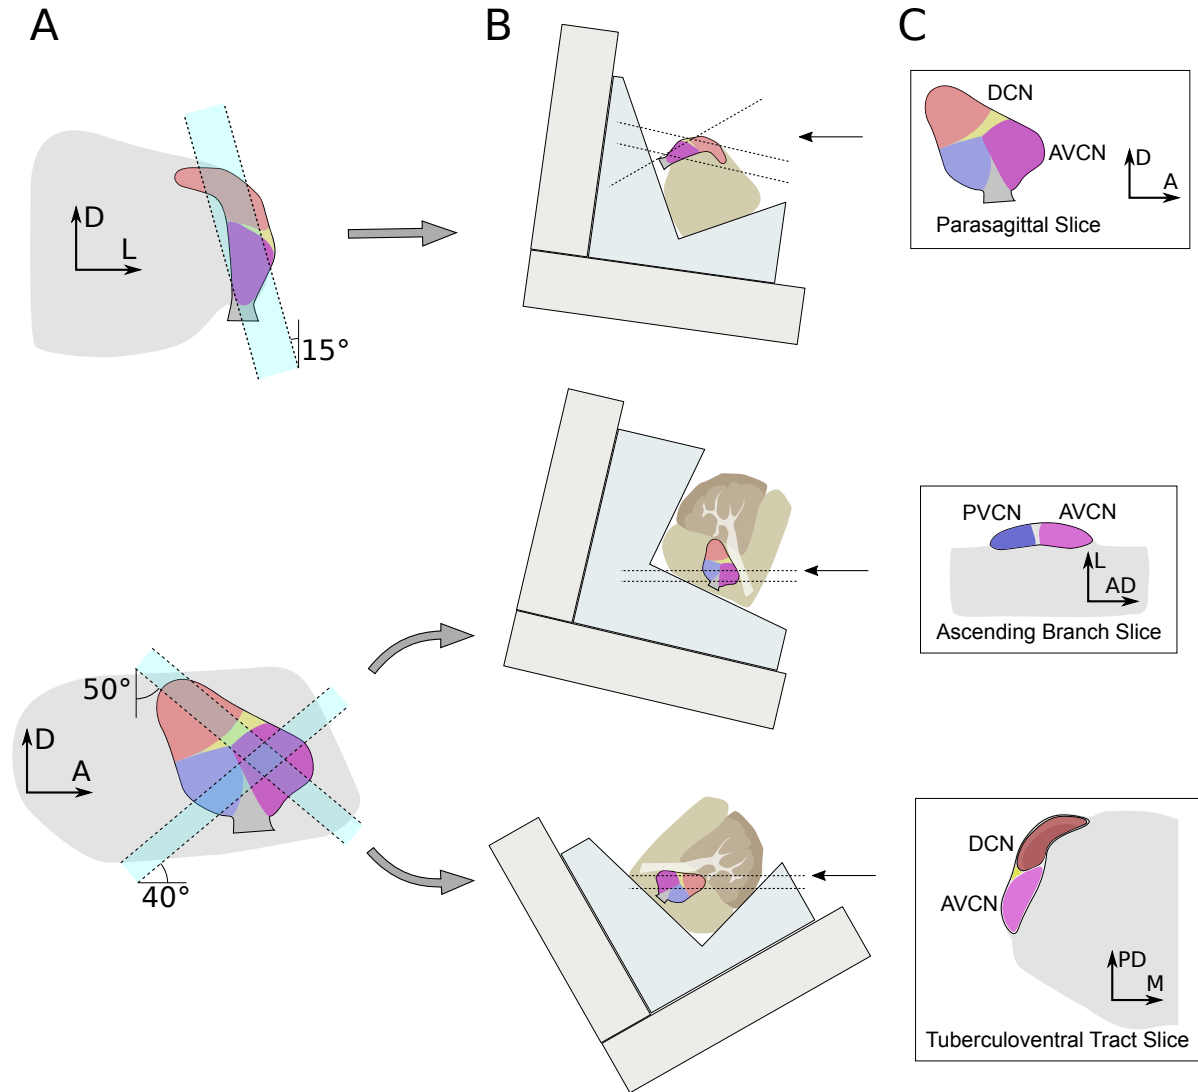 A
B
C
D
L
15°
DCN
AVCN
D
A
Parasagittal Slice
PVCN
AVCN
L
AD
Ascending Branch Slice
50°
D
A
40°
DCN
AVCN
PD
M
Tuberculoventral Tract Slice